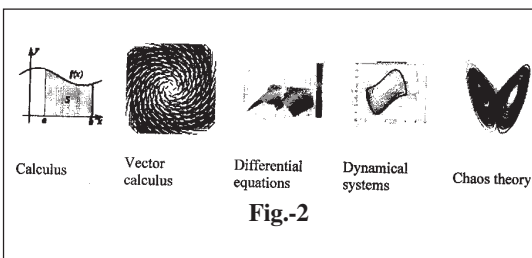 y
f(x)
S
a
b
x
Calculus
Vector
calculus
Differential
equations
Dynamical
systems
Chaos theory
Fig.-2